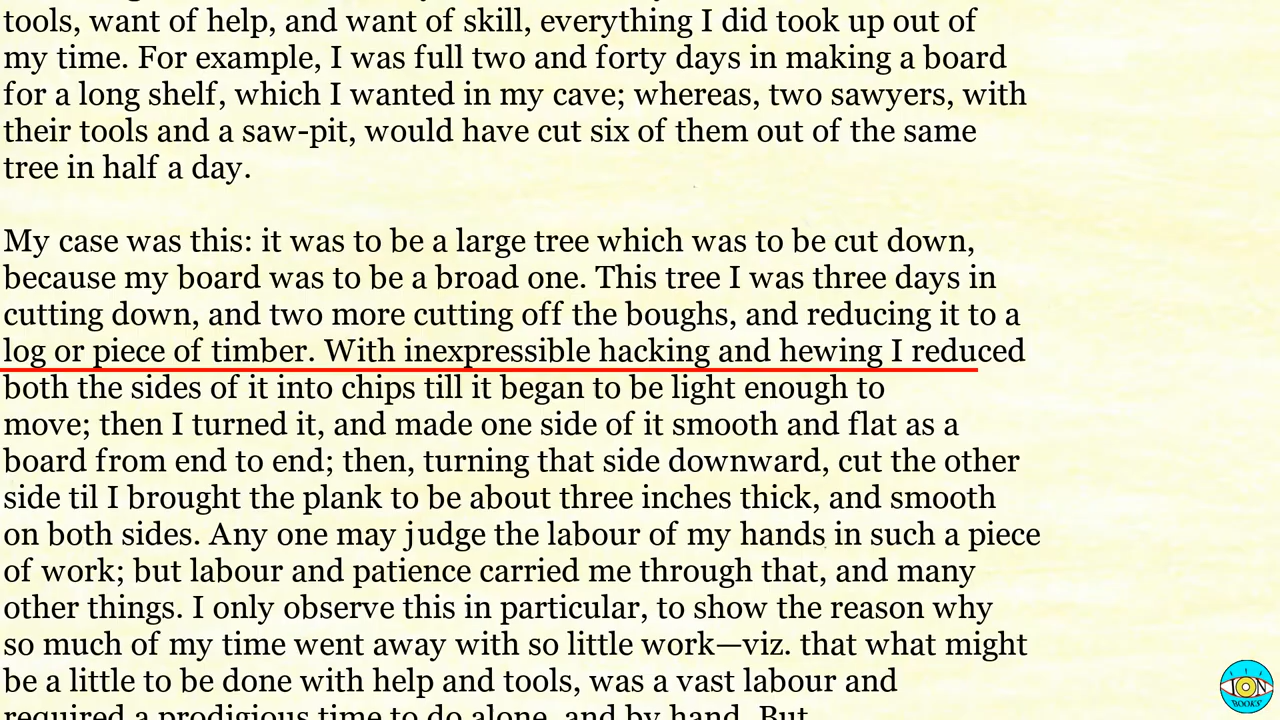 tools, want of help, and want of skill, everything I did took up out of
my time. For example, I was full two and forty days in making a board
for a long shelf, which I wanted in my cave; whereas, two sawyers, with
their tools and a saw-pit, would have cut six of them out of the same
tree in half a day.
My case was this: it was to be a large tree which was to be cut down,
because my board was to be a broad one. This tree I was three days in
cutting down, and two more cutting off the boughs, and reducing it to a
log or piece of timber. With inexpressible hacking and hewing I reduced
both the sides of it into chips till it began to be light enough to
move; then I turned it, and made one side of it smooth and flat as a
board from end to end; then, turning that side downward, cut the other
side til I brought the plank to be about three inches thick, and smooth
on both sides. Any one may judge the labour of my hands in such a piece
of work; but labour and patience carried me through that, and many
other things. I only observe this in particular, to show the reason why
so much of my time went away with so little work—viz. that what might
be a little to be done with help and tools, was a vast labour and
required a prodigious time to do alone, and by hand. But
ION
BOOKS